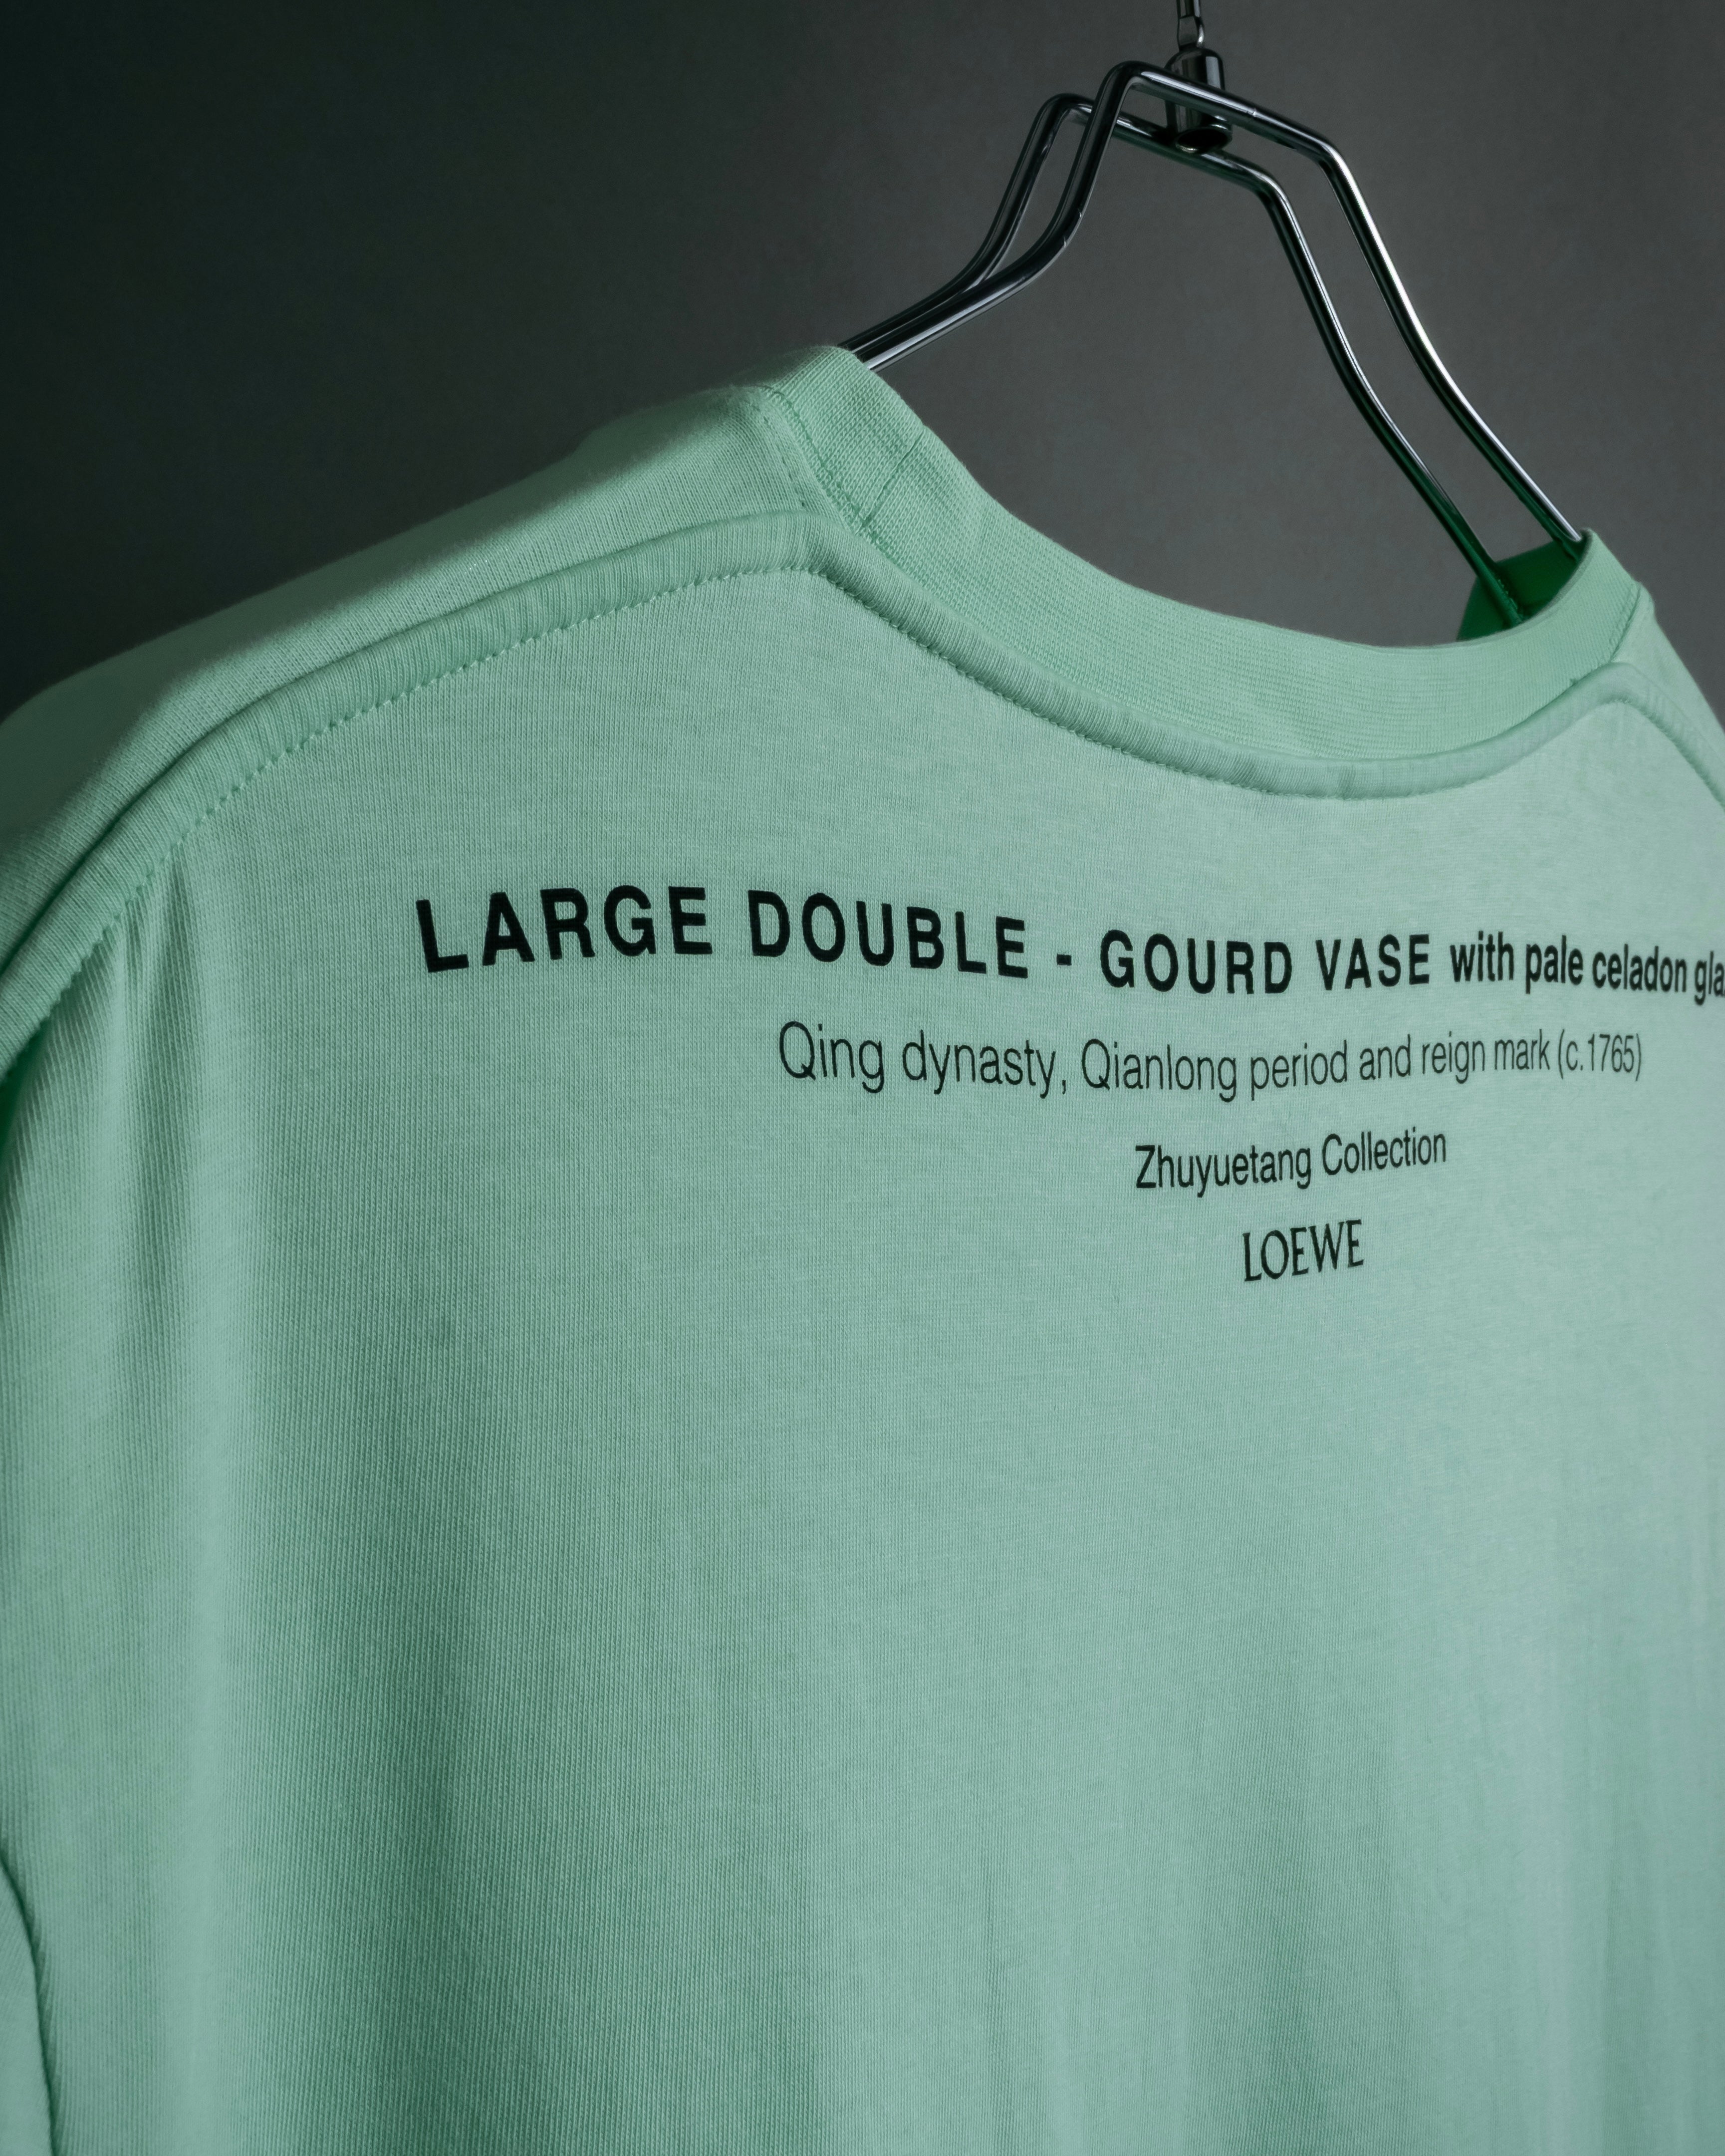 LARGE DOUBLE - GOURD VASE with pale celadon
Qing dynasty, Qianlong period and reign mark (c.1765)
Zhuyuetang Collection
LOEWE